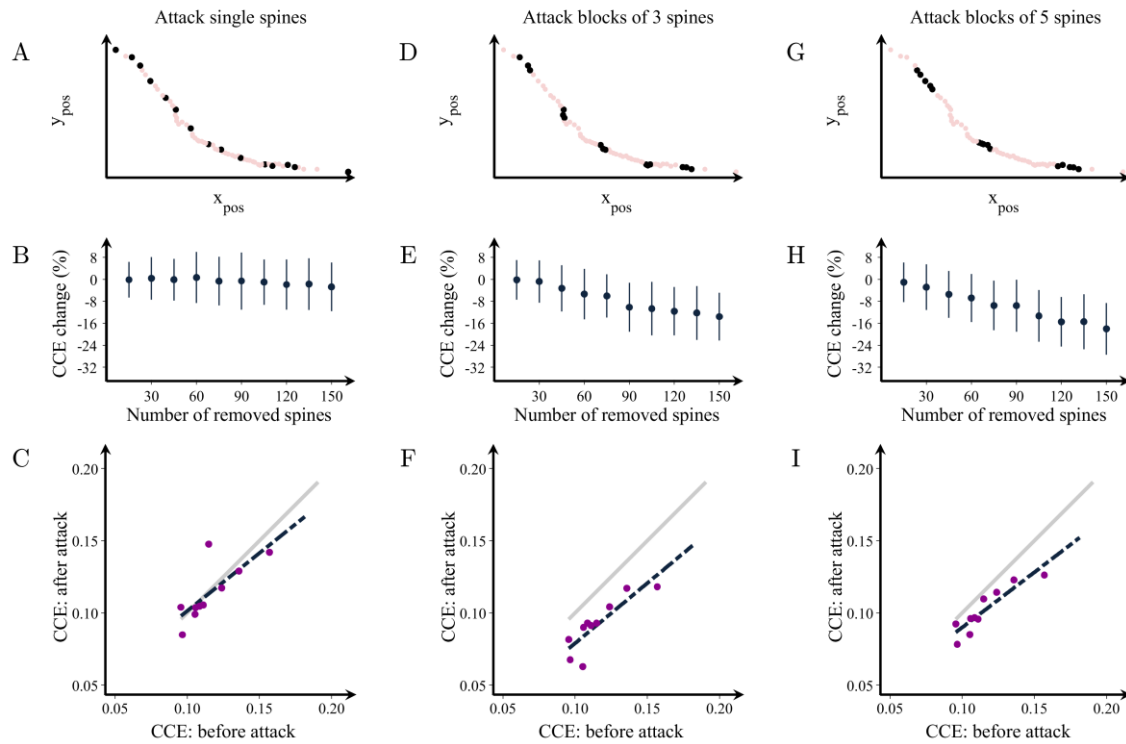 Attack single spines
Attack blocks of 3 spines
Attack blocks of 5 spines
A
y_pos
x_pos
D
y_pos
x_pos
G
y_pos
x_pos
B
CCE change (%)
8
0
-8
-16
-24
-32
30 60 90 120 150
Number of removed spines
E
CCE change (%)
8
0
-8
-16
-24
-32
30 60 90 120 150
Number of removed spines
H
CCE change (%)
8
0
-8
-16
-24
-32
30 60 90 120 150
Number of removed spines
C
CCE: after attack
0.20
0.15
0.10
0.05
0.05 0.10 0.15 0.20
CCE: before attack
F
CCE: after attack
0.20
0.15
0.10
0.05
0.05 0.10 0.15 0.20
CCE: before attack
I
CCE: after attack
0.20
0.15
0.10
0.05
0.05 0.10 0.15 0.20
CCE: before attack